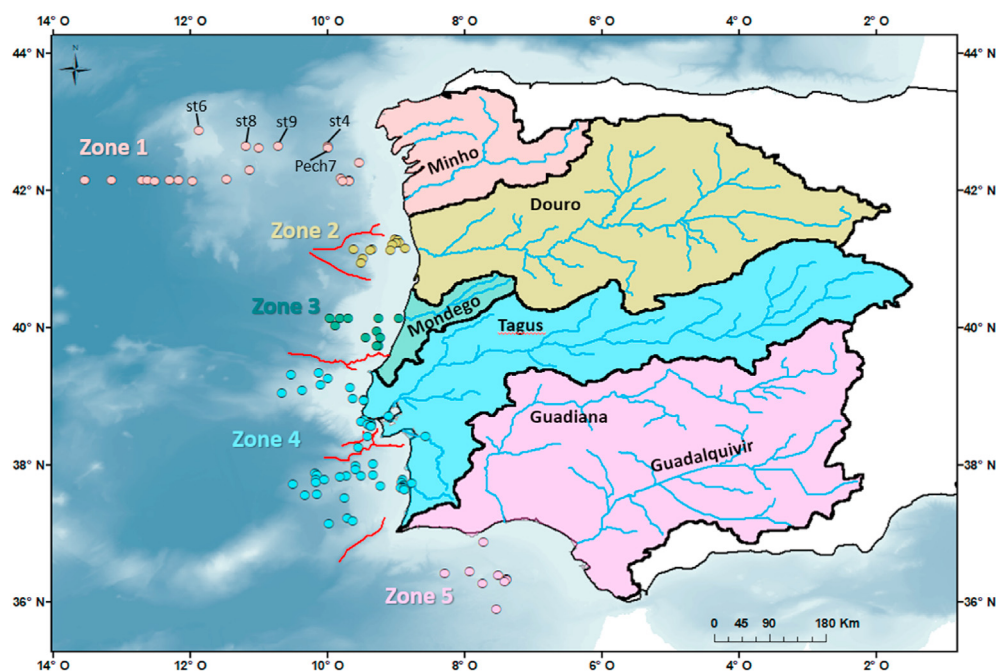 14° O 12° O 10° O 8° O 6° O 4° O 2° O
44° N 44° N
N
st6
st8 st9 st4
Zone 1
Pech7
Minho
42° N 42° N
Douro
Zone 2
Zone 3
Mondego
40° N 40° N
Tagus
Guadiana
Zone 4
Guadalquivir
38° N 38° N
Zone 5
36° N 36° N
0 45 90 180 Km
14° O 12° O 10° O 8° O 6° O 4° O 2° O